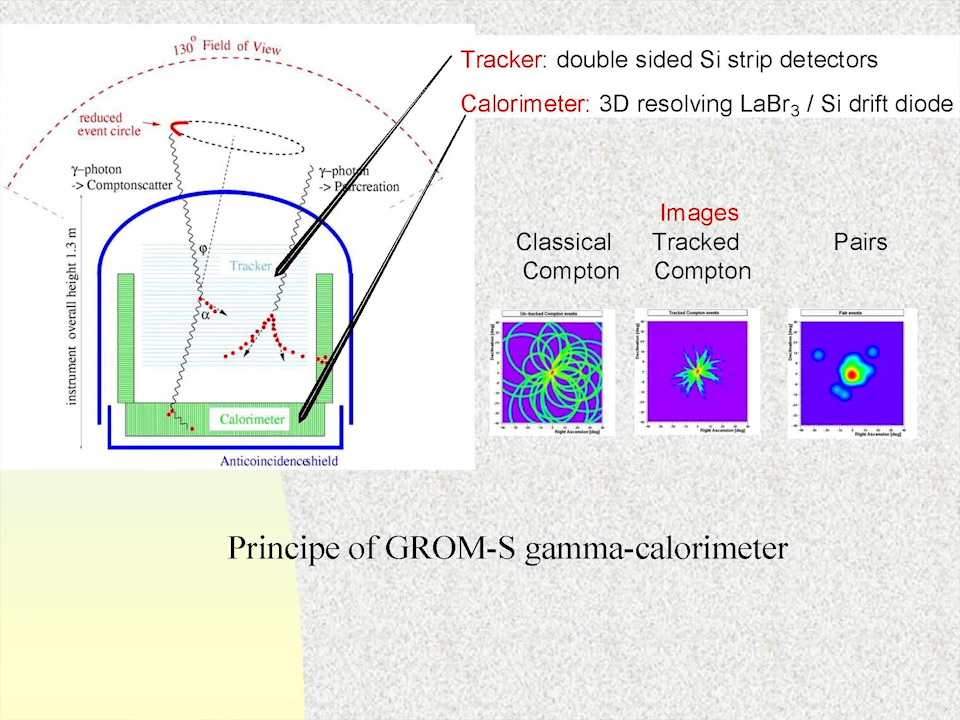 130° Field of View
Tracker: double sided Si strip detectors
Calorimeter: 3D resolving LaBr3 / Si drift diode
reduced
event circle
γ-photon
-> Comptonscatter
γ-photon
-> Paircreation
instrument overall height 1.3 m
φ
Tracker
α
Calorimeter
Anticoincidenceshield
Images
Classical Tracked Pairs
Compton Compton
Un-tracked Compton events
Tracked Compton events
Pair events
Declination [deg]
Right Ascension [deg]
Declination [deg]
Right Ascension [deg]
Declination [deg]
Right Ascension [deg]
Principe of GROM-S gamma-calorimeter